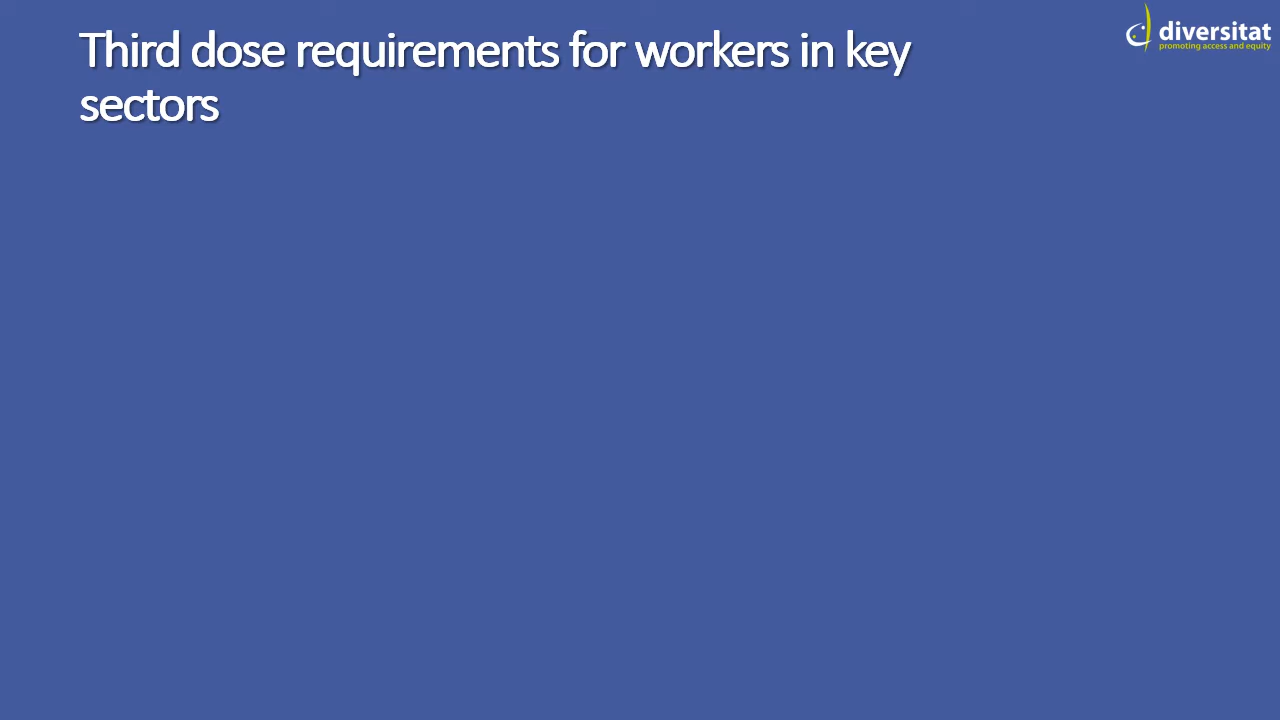 Third dose requirements for workers in key
sectors
diversitat
promoting access and equity